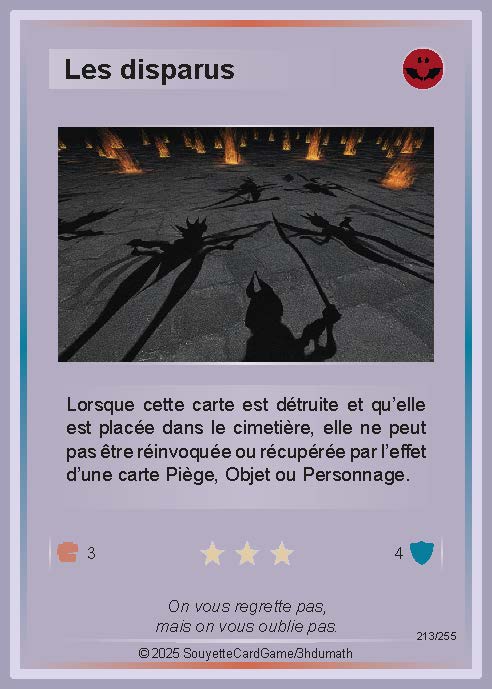 Les disparus
Lorsque cette carte est détruite et qu'elle
est placée dans le cimetière, elle ne peut
pas être réinvoquée ou récupérée par l'effet
d'une carte Piège, Objet ou Personnage.
3 4
On vous regrette pas,
mais on vous oublie pas.
213/255
© 2025 SouyetteCardGame/3hdumath